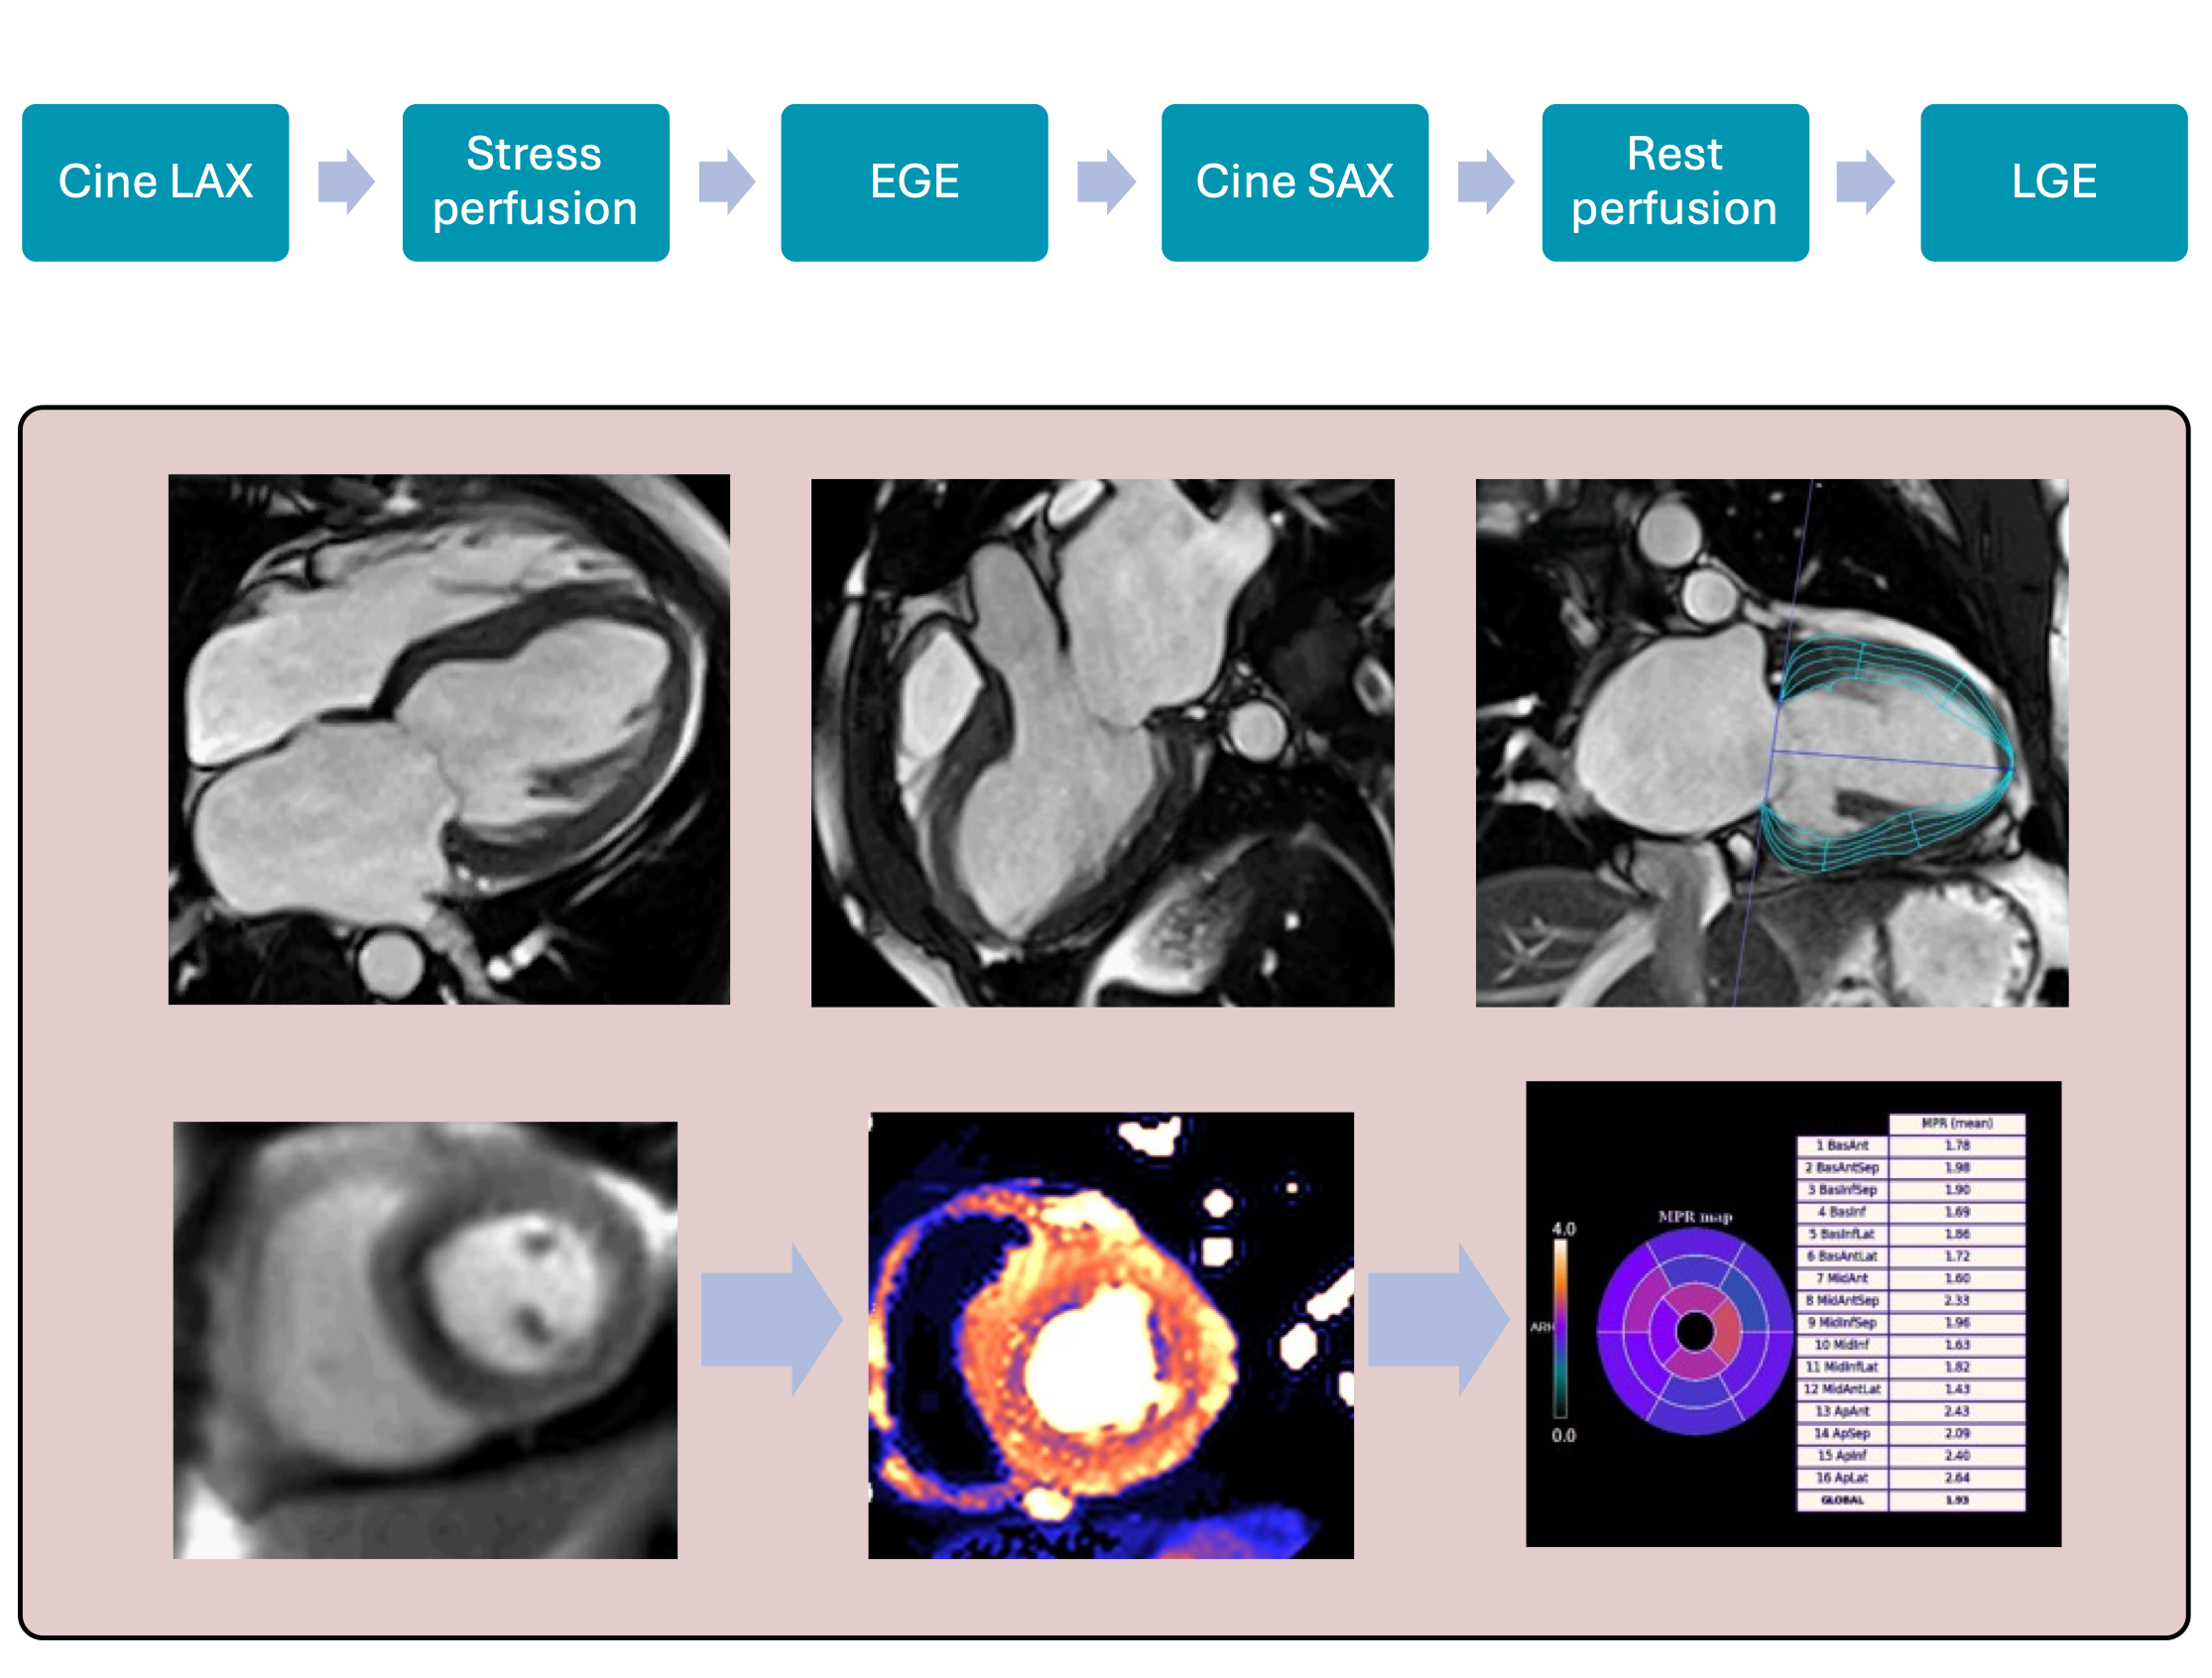 Cine LAX
Stress
perfusion
EGE
Cine SAX
Rest
perfusion
LGE
MPR (mean)
1 BasAnt 1.78
2 BasAntSep 1.98
3 BasInfSep 1.90
4 BasInf 1.69
5 BasInfLat 1.86
6 BasAntLat 1.72
7 MidAnt 1.60
8 MidAntSep 2.33
9 MidInfSep 1.96
10 MidInf 1.63
11 MidInfLat 1.82
12 MidAntLat 1.43
13 ApAnt 2.43
14 ApSep 2.09
15 ApInf 2.40
16 ApLat 2.64
GLOBAL 1.93
MPR map
4.0
0.0